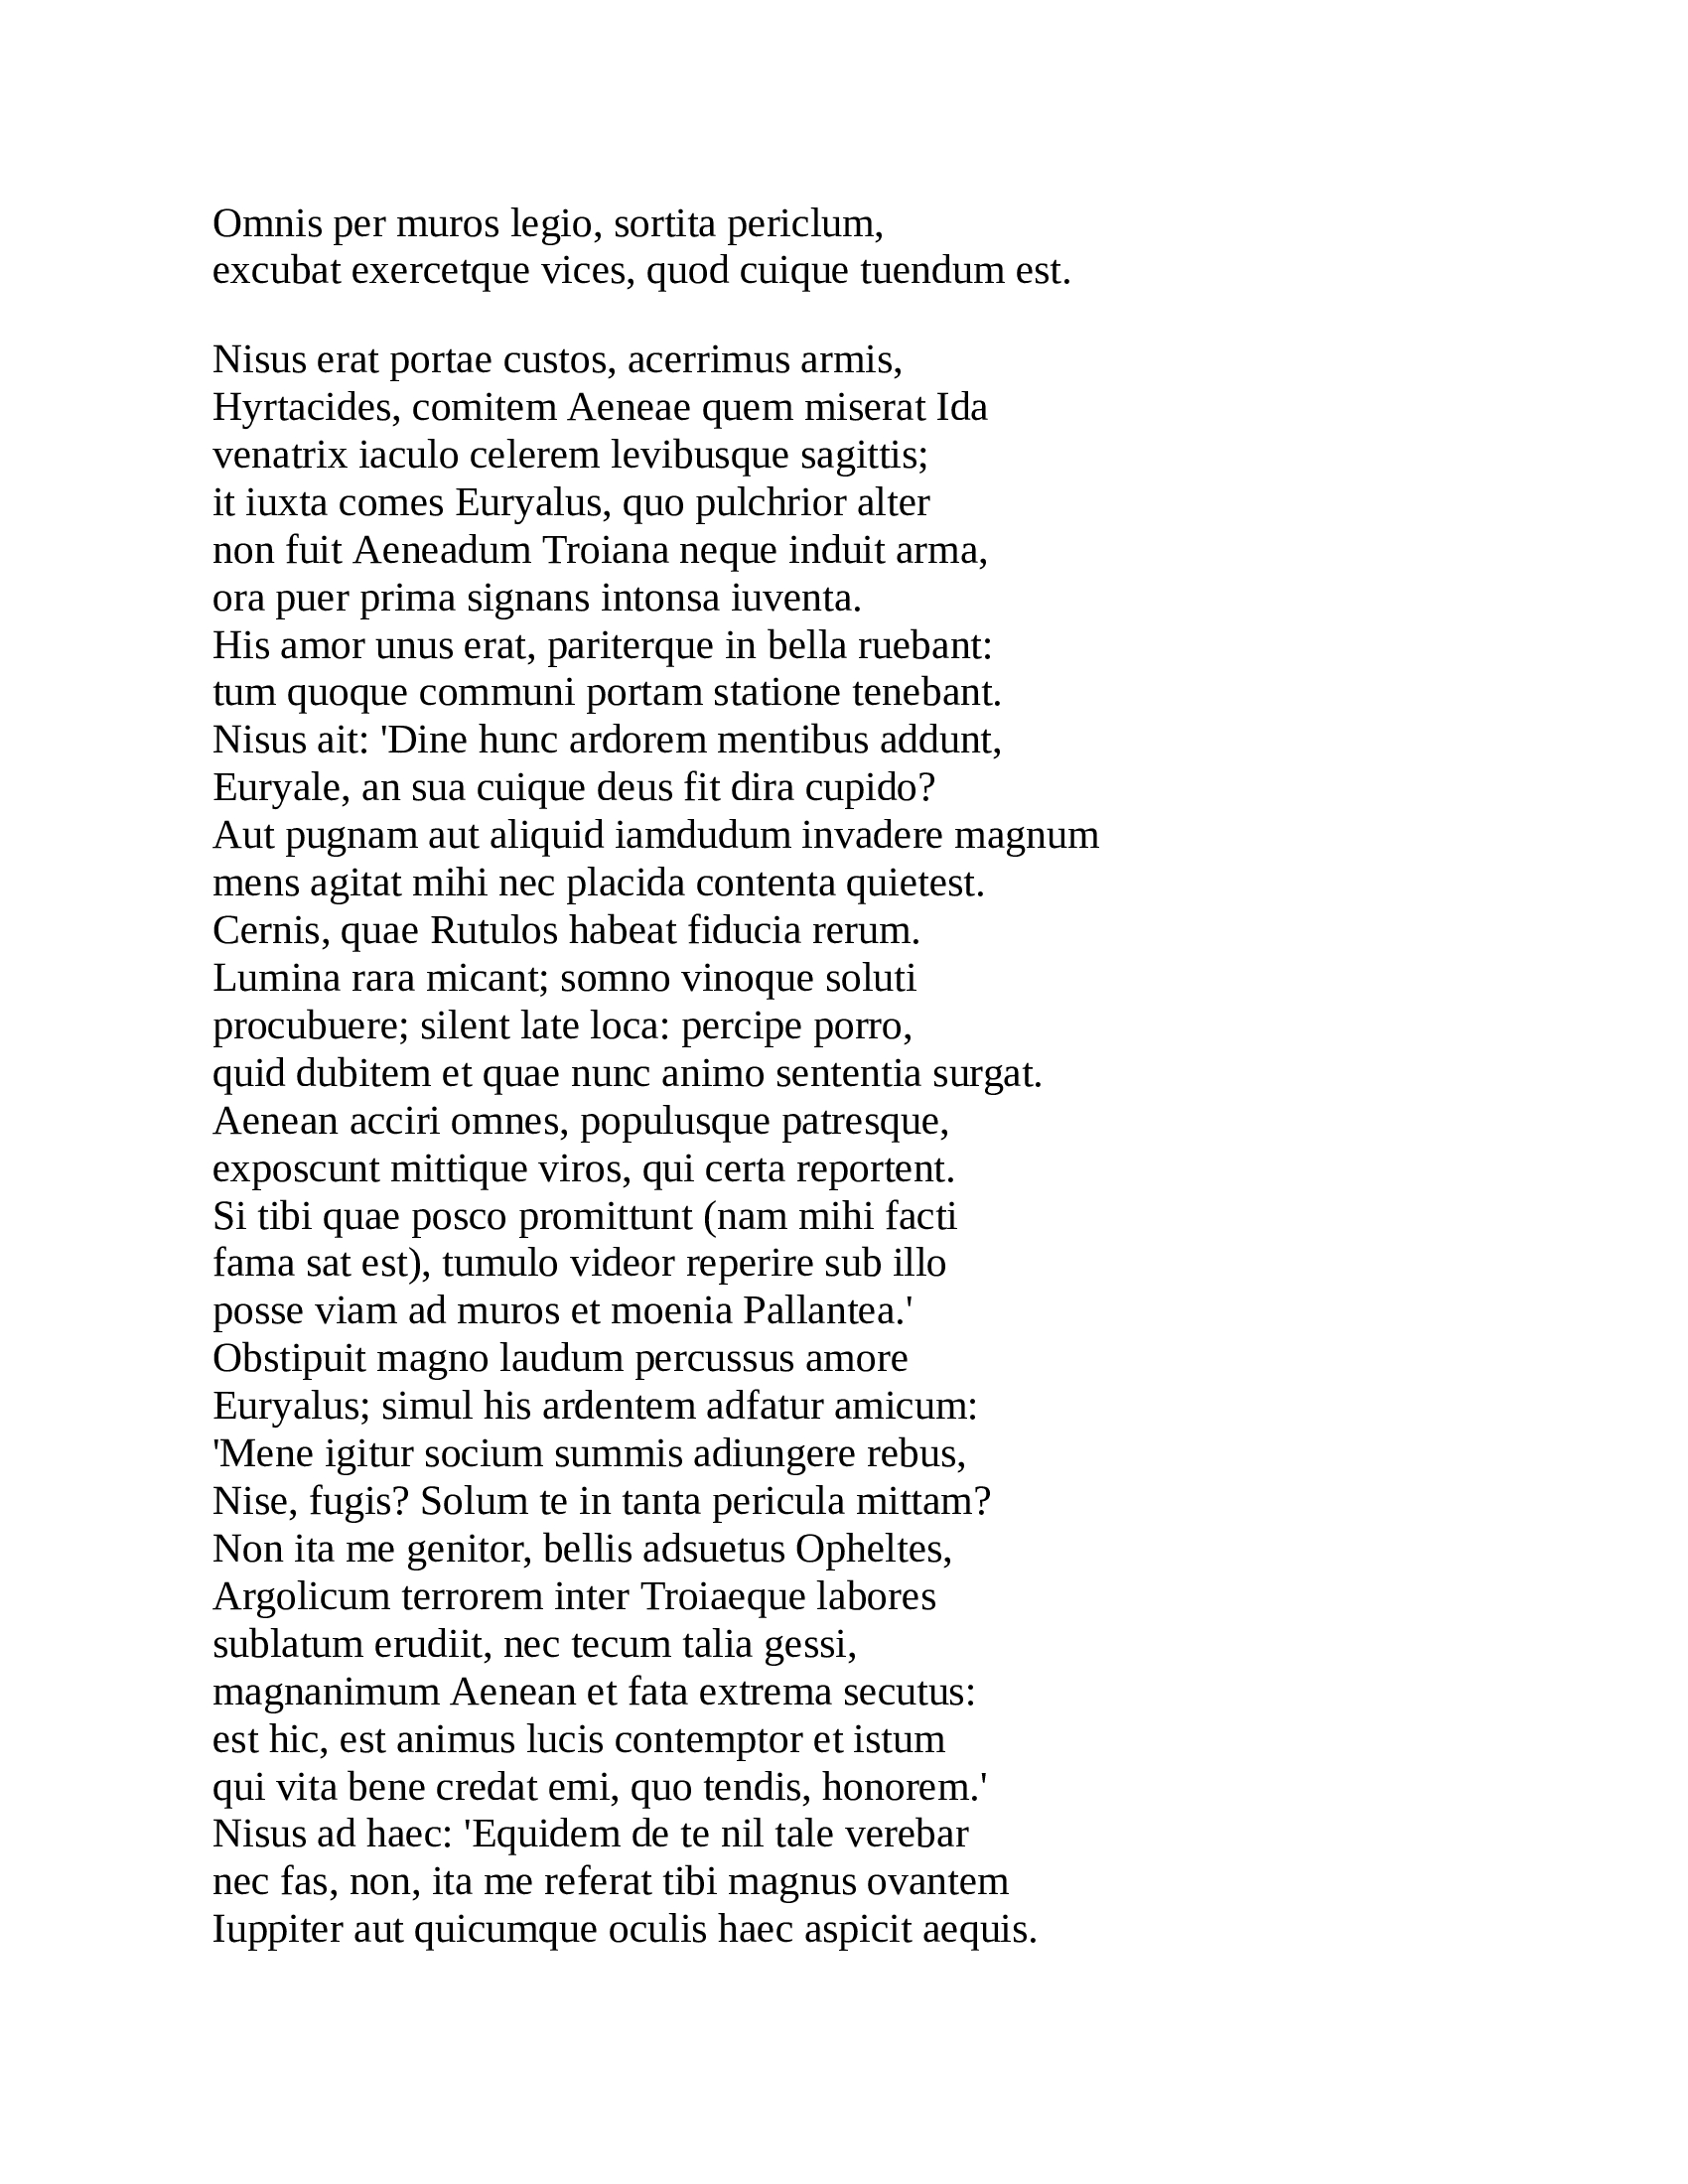 Omnis per muros legio, sortita periclum,
excubat exercetque vices, quod cuique tuendum est.

Nisus erat portae custos, acerrimus armis,
Hyrtacides, comitem Aeneae quem miserat Ida
venatrix iaculo celerem levibusque sagittis;
it iuxta comes Euryalus, quo pulchrior alter
non fuit Aeneadum Troiana neque induit arma,
ora puer prima signans intonsa iuventa.
His amor unus erat, pariterque in bella ruebant:
tum quoque communi portam statione tenebant.
Nisus ait: 'Dine hunc ardorem mentibus addunt,
Euryale, an sua cuique deus fit dira cupido?
Aut pugnam aut aliquid iamdudum invadere magnum
mens agitat mihi nec placida contenta quietest.
Cernis, quae Rutulos habeat fiducia rerum.
Lumina rara micant; somno vinoque soluti
procubuere; silent late loca: percipe porro,
quid dubitem et quae nunc animo sententia surgat.
Aenean acciri omnes, populusque patresque,
exposcunt mittique viros, qui certa reportent.
Si tibi quae posco promittunt (nam mihi facti
fama sat est), tumulo videor reperire sub illo
posse viam ad muros et moenia Pallantea.'
Obstipuit magno laudum percussus amore
Euryalus; simul his ardentem adfatur amicum:
'Mene igitur socium summis adiungere rebus,
Nise, fugis? Solum te in tanta pericula mittam?
Non ita me genitor, bellis adsuetus Opheltes,
Argolicum terrorem inter Troiaeque labores
sublatum erudiit, nec tecum talia gessi,
magnanimum Aenean et fata extrema secutus:
est hic, est animus lucis contemptor et istum
qui vita bene credat emi, quo tendis, honorem.'
Nisus ad haec: 'Equidem de te nil tale verebar
nec fas, non, ita me referat tibi magnus ovantem
Iuppiter aut quicumque oculis haec aspicit aequis.